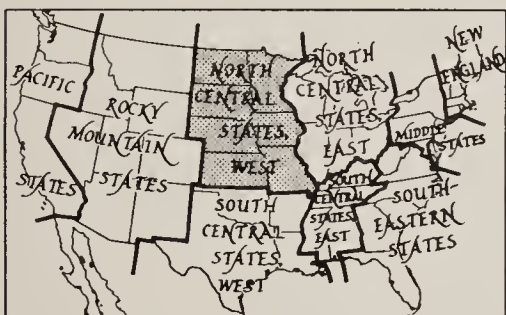 PACIFIC
STATES
ROCKY
MOUNTAIN
STATES
NORTH
CENTRAL
STATES,
WEST
SOUTH
CENTRAL
STATES
WEST
NORTH
CENTRAL,
STATES
EAST
SOUTH
CENTRAL
STATES
EAST
MIDDLE
STATES
NEW
ENGLAND
SOUTH-
EASTERN
STATES